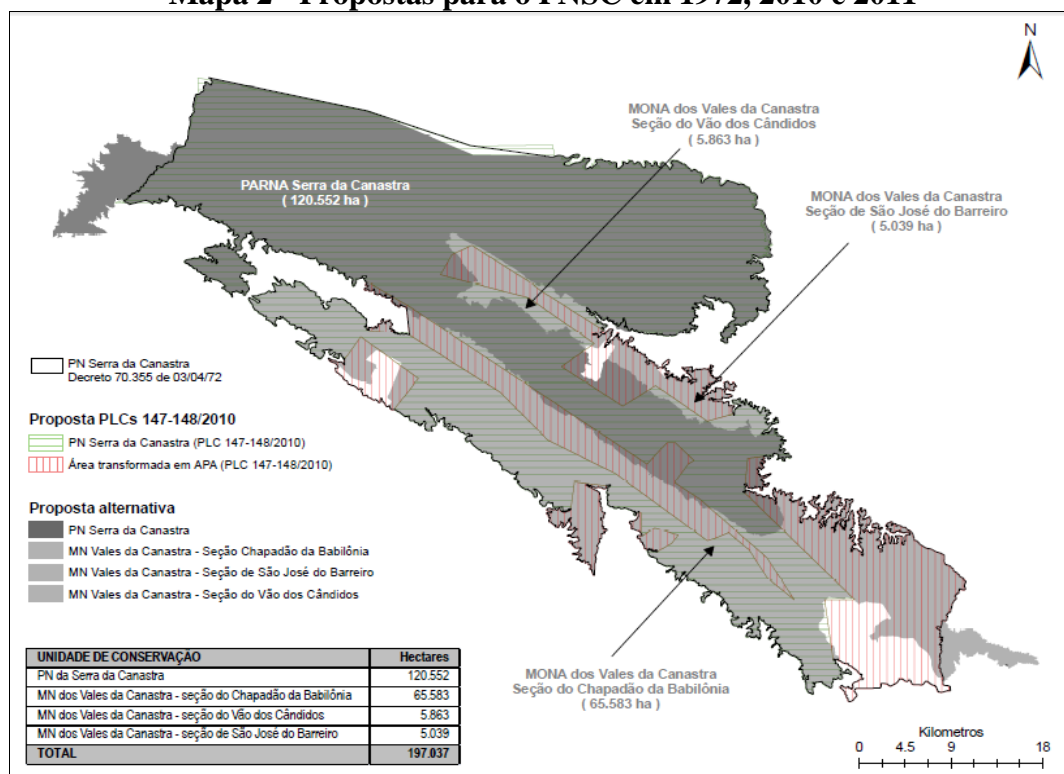 Mapa 2 - Propostas para o PNSC em 1972, 2010 e 2011
N
MONA dos Vales da Canastra
Seção do Vão dos Cândidos
( 5.863 ha )
PARNA Serra da Canastra
( 120.552 ha )
MONA dos Vales da Canastra
Seção de São José do Barreiro
( 5.039 ha )
PN Serra da Canastra
Decreto 70.355 de 03/04/72
Proposta PLCs 147-148/2010
PN Serra da Canastra (PLC 147-148/2010)
Área transformada em APA (PLC 147-148/2010)
Proposta alternativa
PN Serra da Canastra
MN Vales da Canastra - Seção Chapadão da Babilônia
MN Vales da Canastra - Seção de São José do Barreiro
MN Vales da Canastra - Seção do Vão dos Cândidos
UNIDADE DE CONSERVAÇÃO Hectares
PN da Serra da Canastra 120.552
MN dos Vales da Canastra - seção do Chapadão da Babilônia 65.583
MN dos Vales da Canastra - seção do Vão dos Cândidos 5.863
MN dos Vales da Canastra - seção de São José do Barreiro 5.039
TOTAL 197.037
MONA dos Vales da Canastra
Seção do Chapadão da Babilônia
( 65.583 ha )
Kilometros
0 4.5 9 18